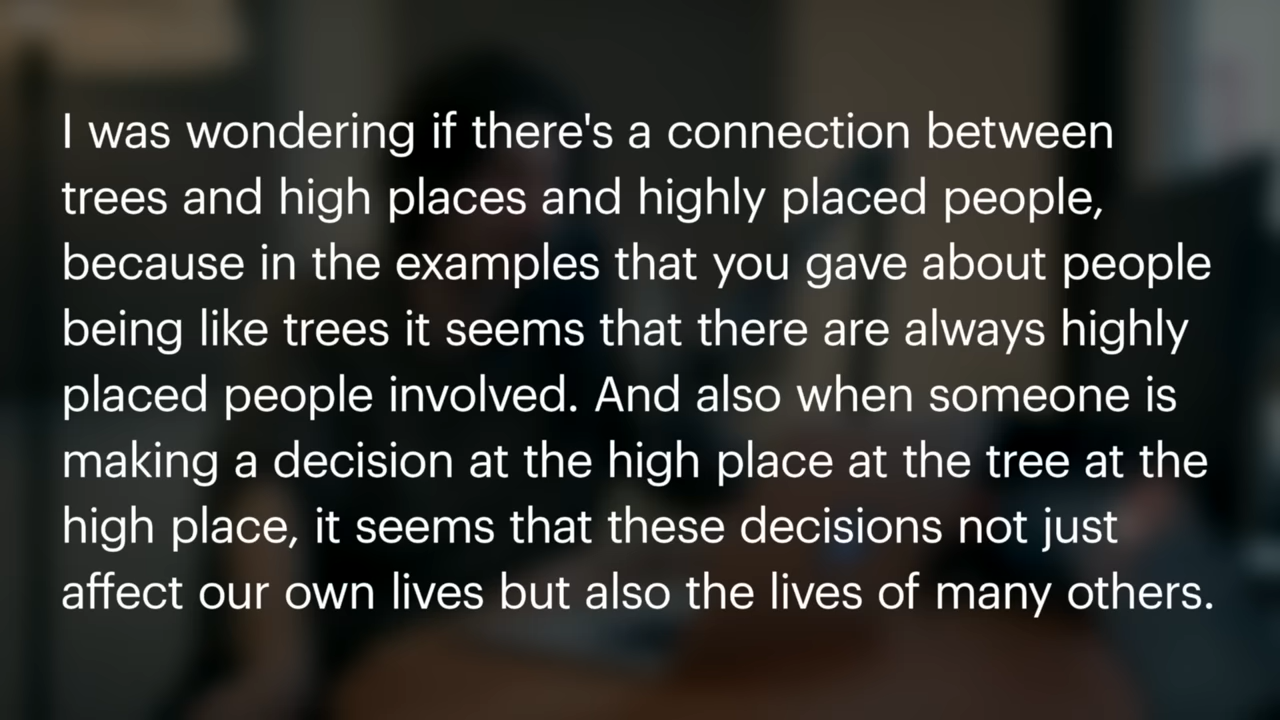 I was wondering if there's a connection between
trees and high places and highly placed people,
because in the examples that you gave about people
being like trees it seems that there are always highly
placed people involved. And also when someone is
making a decision at the high place at the tree at the
high place, it seems that these decisions not just
affect our own lives but also the lives of many others.